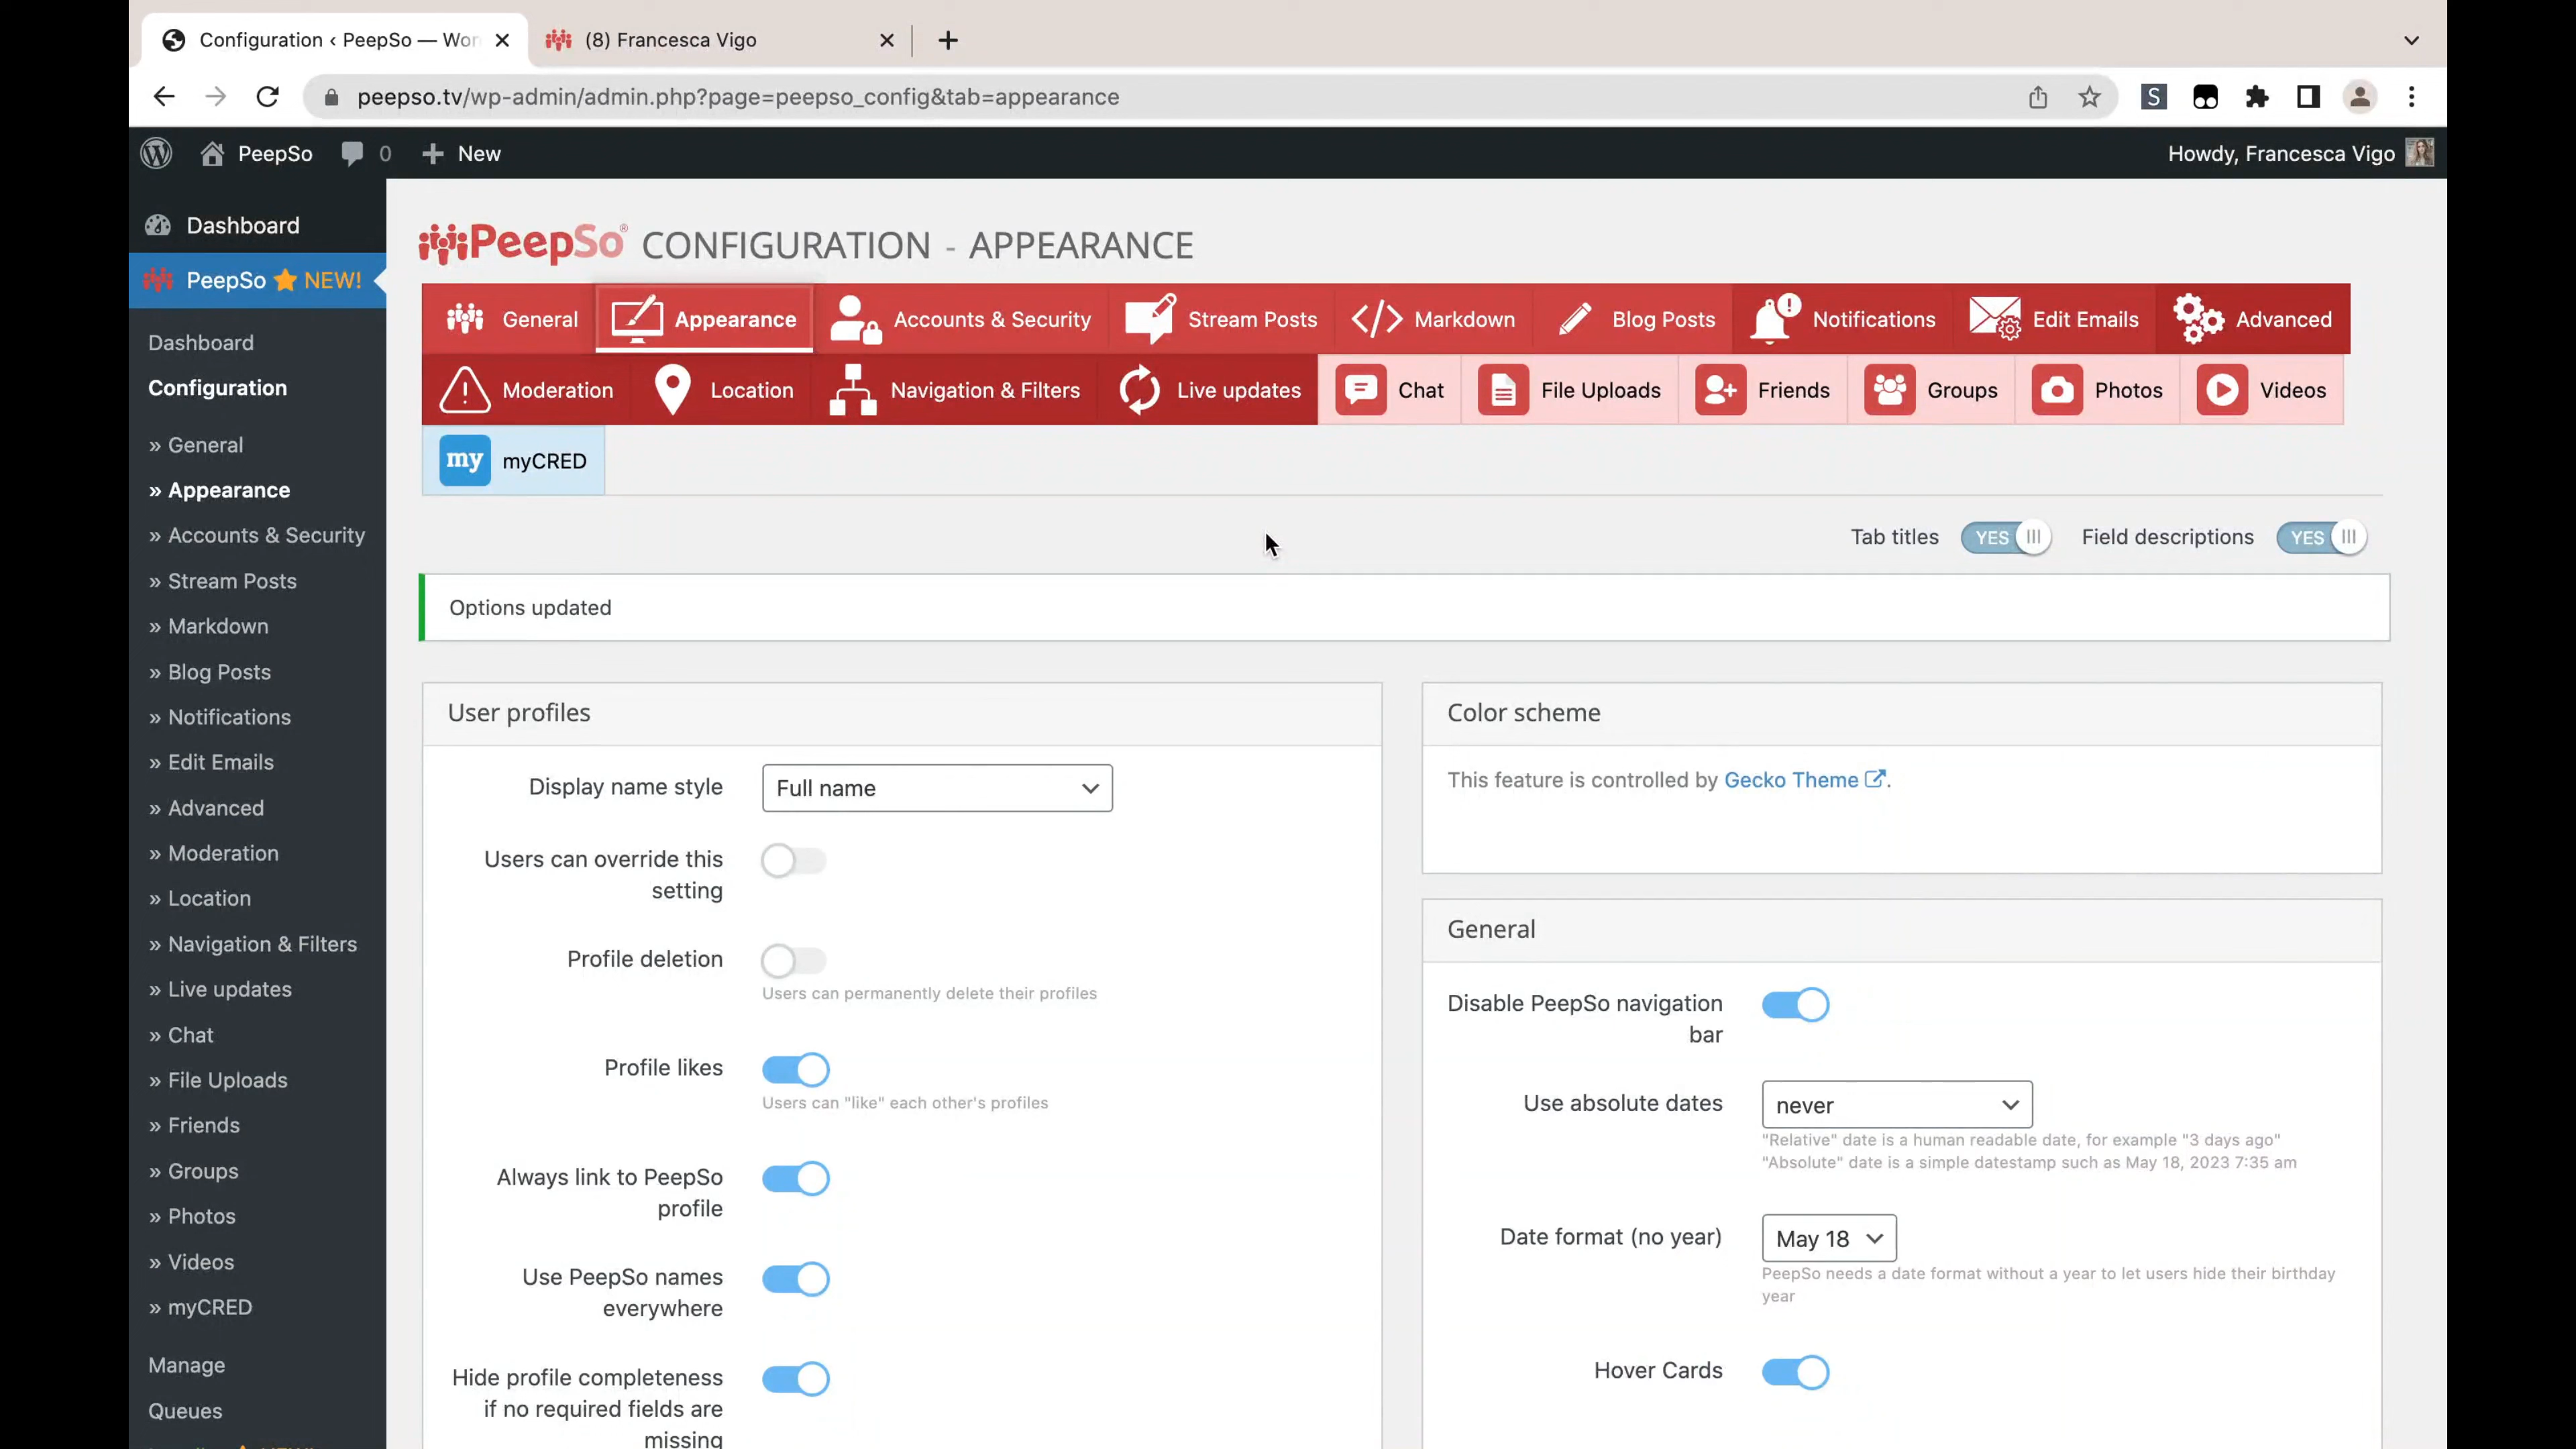 Configuration ‹ PeepSo — Wor
(8) Francesca Vigo
peepso.tv/wp-admin/admin.php?page=peepso_config&tab=appearance
PeepSo
0
New
Howdy, Francesca Vigo
Dashboard
PeepSo NEW!
Dashboard
Configuration
» General
» Appearance
» Accounts & Security
» Stream Posts
» Markdown
» Blog Posts
» Notifications
» Edit Emails
» Advanced
» Moderation
» Location
» Navigation & Filters
» Live updates
» Chat
» File Uploads
» Friends
» Groups
» Photos
» Videos
» myCRED
Manage
Queues
PeepSo® CONFIGURATION - APPEARANCE
General
Appearance
Accounts & Security
Stream Posts
Markdown
Blog Posts
Notifications
Edit Emails
Advanced
Moderation
Location
Navigation & Filters
Live updates
Chat
File Uploads
Friends
Groups
Photos
Videos
my myCRED
Tab titles YES
Field descriptions YES
Options updated
User profiles
Display name style Full name
Users can override this
setting
Profile deletion
Users can permanently delete their profiles
Profile likes
Users can "like" each other's profiles
Always link to PeepSo
profile
Use PeepSo names
everywhere
Hide profile completeness
if no required fields are
missing
Color scheme
This feature is controlled by Gecko Theme .
General
Disable PeepSo navigation
bar
Use absolute dates never
"Relative" date is a human readable date, for example "3 days ago"
"Absolute" date is a simple datestamp such as May 18, 2023 7:35 am
Date format (no year) May 18
PeepSo needs a date format without a year to let users hide their birthday
year
Hover Cards